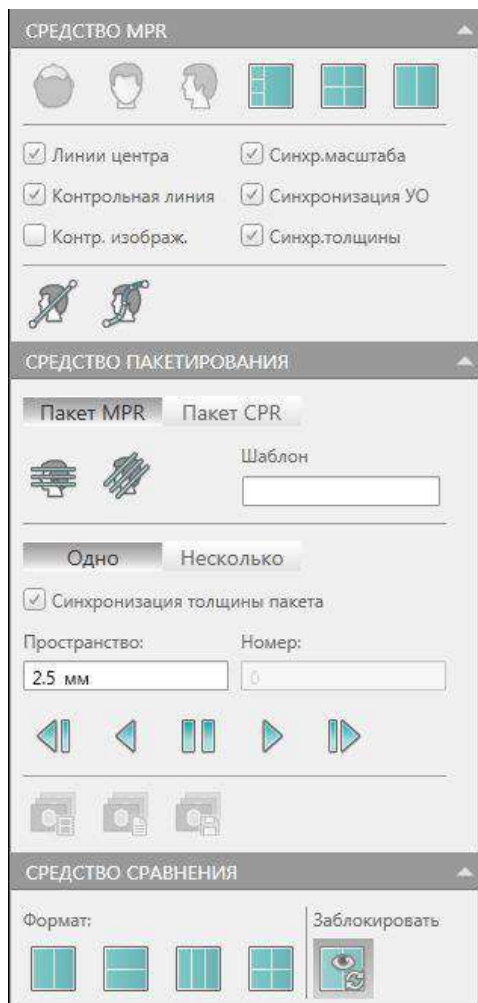 СРЕДСТВО MPR
Линии центра Синхр.масштаба
Контрольная линия Синхронизация УО
Контр. изображ. Синхр.толщины
СРЕДСТВО ПАКЕТИРОВАНИЯ
Пакет MPR Пакет CPR
Шаблон
Одно Несколько
Синхронизация толщины пакета
Пространство: Номер:
2.5 мм 0
СРЕДСТВО СРАВНЕНИЯ
Формат: Заблокировать